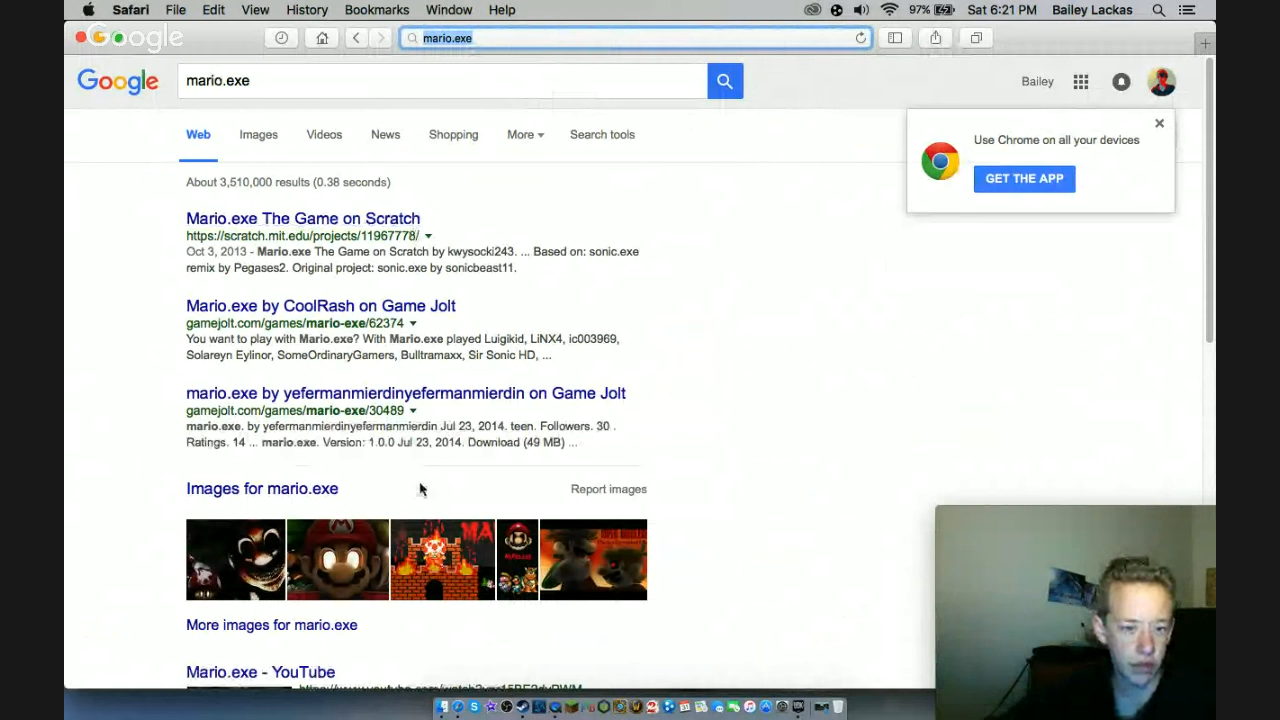 Safari File Edit View History Bookmarks Window Help 97% Sat 6:21 PM Bailey Lackas
Google mario.exe
Google mario.exe Bailey
Web Images Videos News Shopping More Search tools
Use Chrome on all your devices
GET THE APP
About 3,510,000 results (0.38 seconds)
Mario.exe The Game on Scratch
https://scratch.mit.edu/projects/11967778/
Oct 3, 2013 - Mario.exe The Game on Scratch by kwysocki243. ... Based on: sonic.exe
remix by Pegases2. Original project: sonic.exe by sonicbeast11.
Mario.exe by CoolRash on Game Jolt
gamejolt.com/games/mario-exe/62374
You want to play with Mario.exe? With Mario.exe played Luigikid, LiNX4, ic003969,
Solareyn Eylinor, SomeOrdinaryGamers, Bulltramaxx, Sir Sonic HD, ...
mario.exe by yefermanmierdinyefermanmierdin on Game Jolt
gamejolt.com/games/mario-exe/30489
mario.exe. by yefermanmierdinyefermanmierdin Jul 23, 2014. teen. Followers. 30 .
Ratings. 14 ... mario.exe. Version: 1.0.0 Jul 23, 2014. Download (49 MB) ...
Images for mario.exe Report images
MA
More images for mario.exe
Mario.exe - YouTube